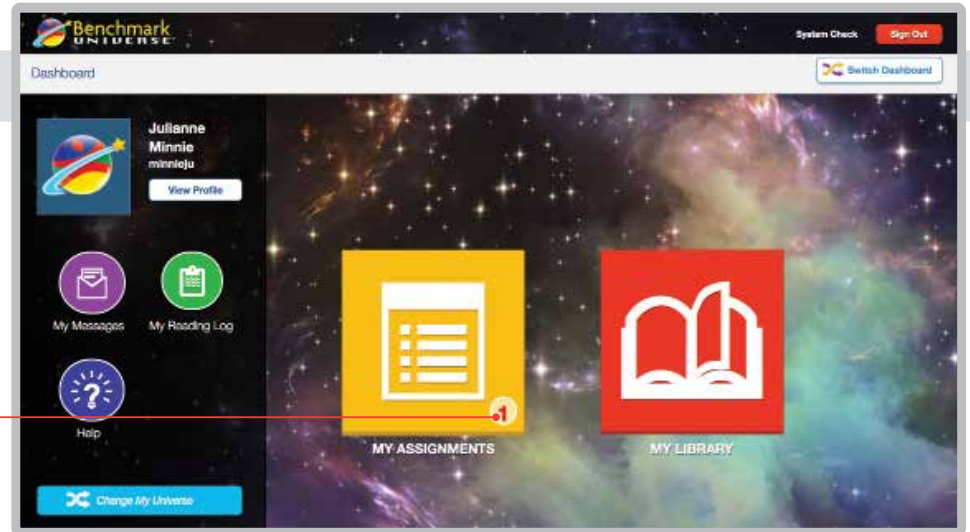 Benchmark
UNIVERSE
System Check
Sign Out
Dashboard
Switch Dashboard
Julianne
Minnie
minnieju
View Profile
My Messages
My Reading Log
Help
1
MY ASSIGNMENTS
MY LIBRARY
Change My Universe